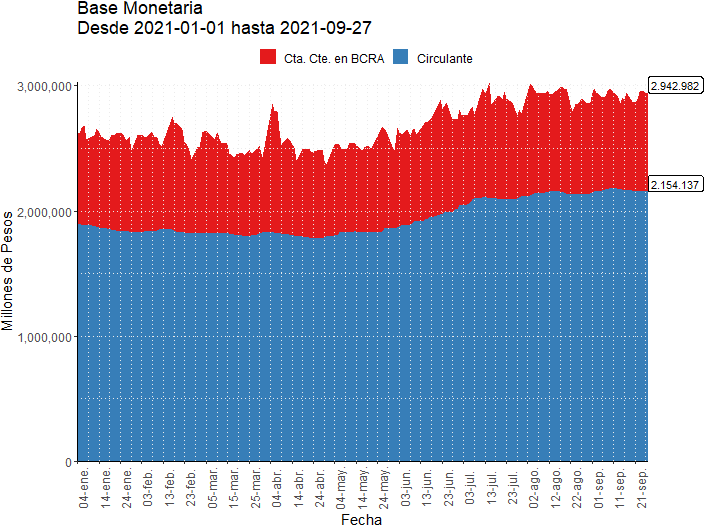 Base Monetaria
Desde 2021-01-01 hasta 2021-09-27
Cta. Cte. en BCRA
Circulante
Millones de Pesos
3,000,000
2,000,000
1,000,000
0
2.942.982
2.154.137
04-ene.
14-ene.
24-ene.
03-feb.
13-feb.
23-feb.
05-mar.
15-mar.
25-mar.
04-abr.
14-abr.
24-abr.
04-may.
14-may.
24-may.
03-jun.
13-jun.
23-jun.
03-jul.
13-jul.
23-jul.
02-ago.
12-ago.
22-ago.
01-sep.
11-sep.
21-sep.
Fecha